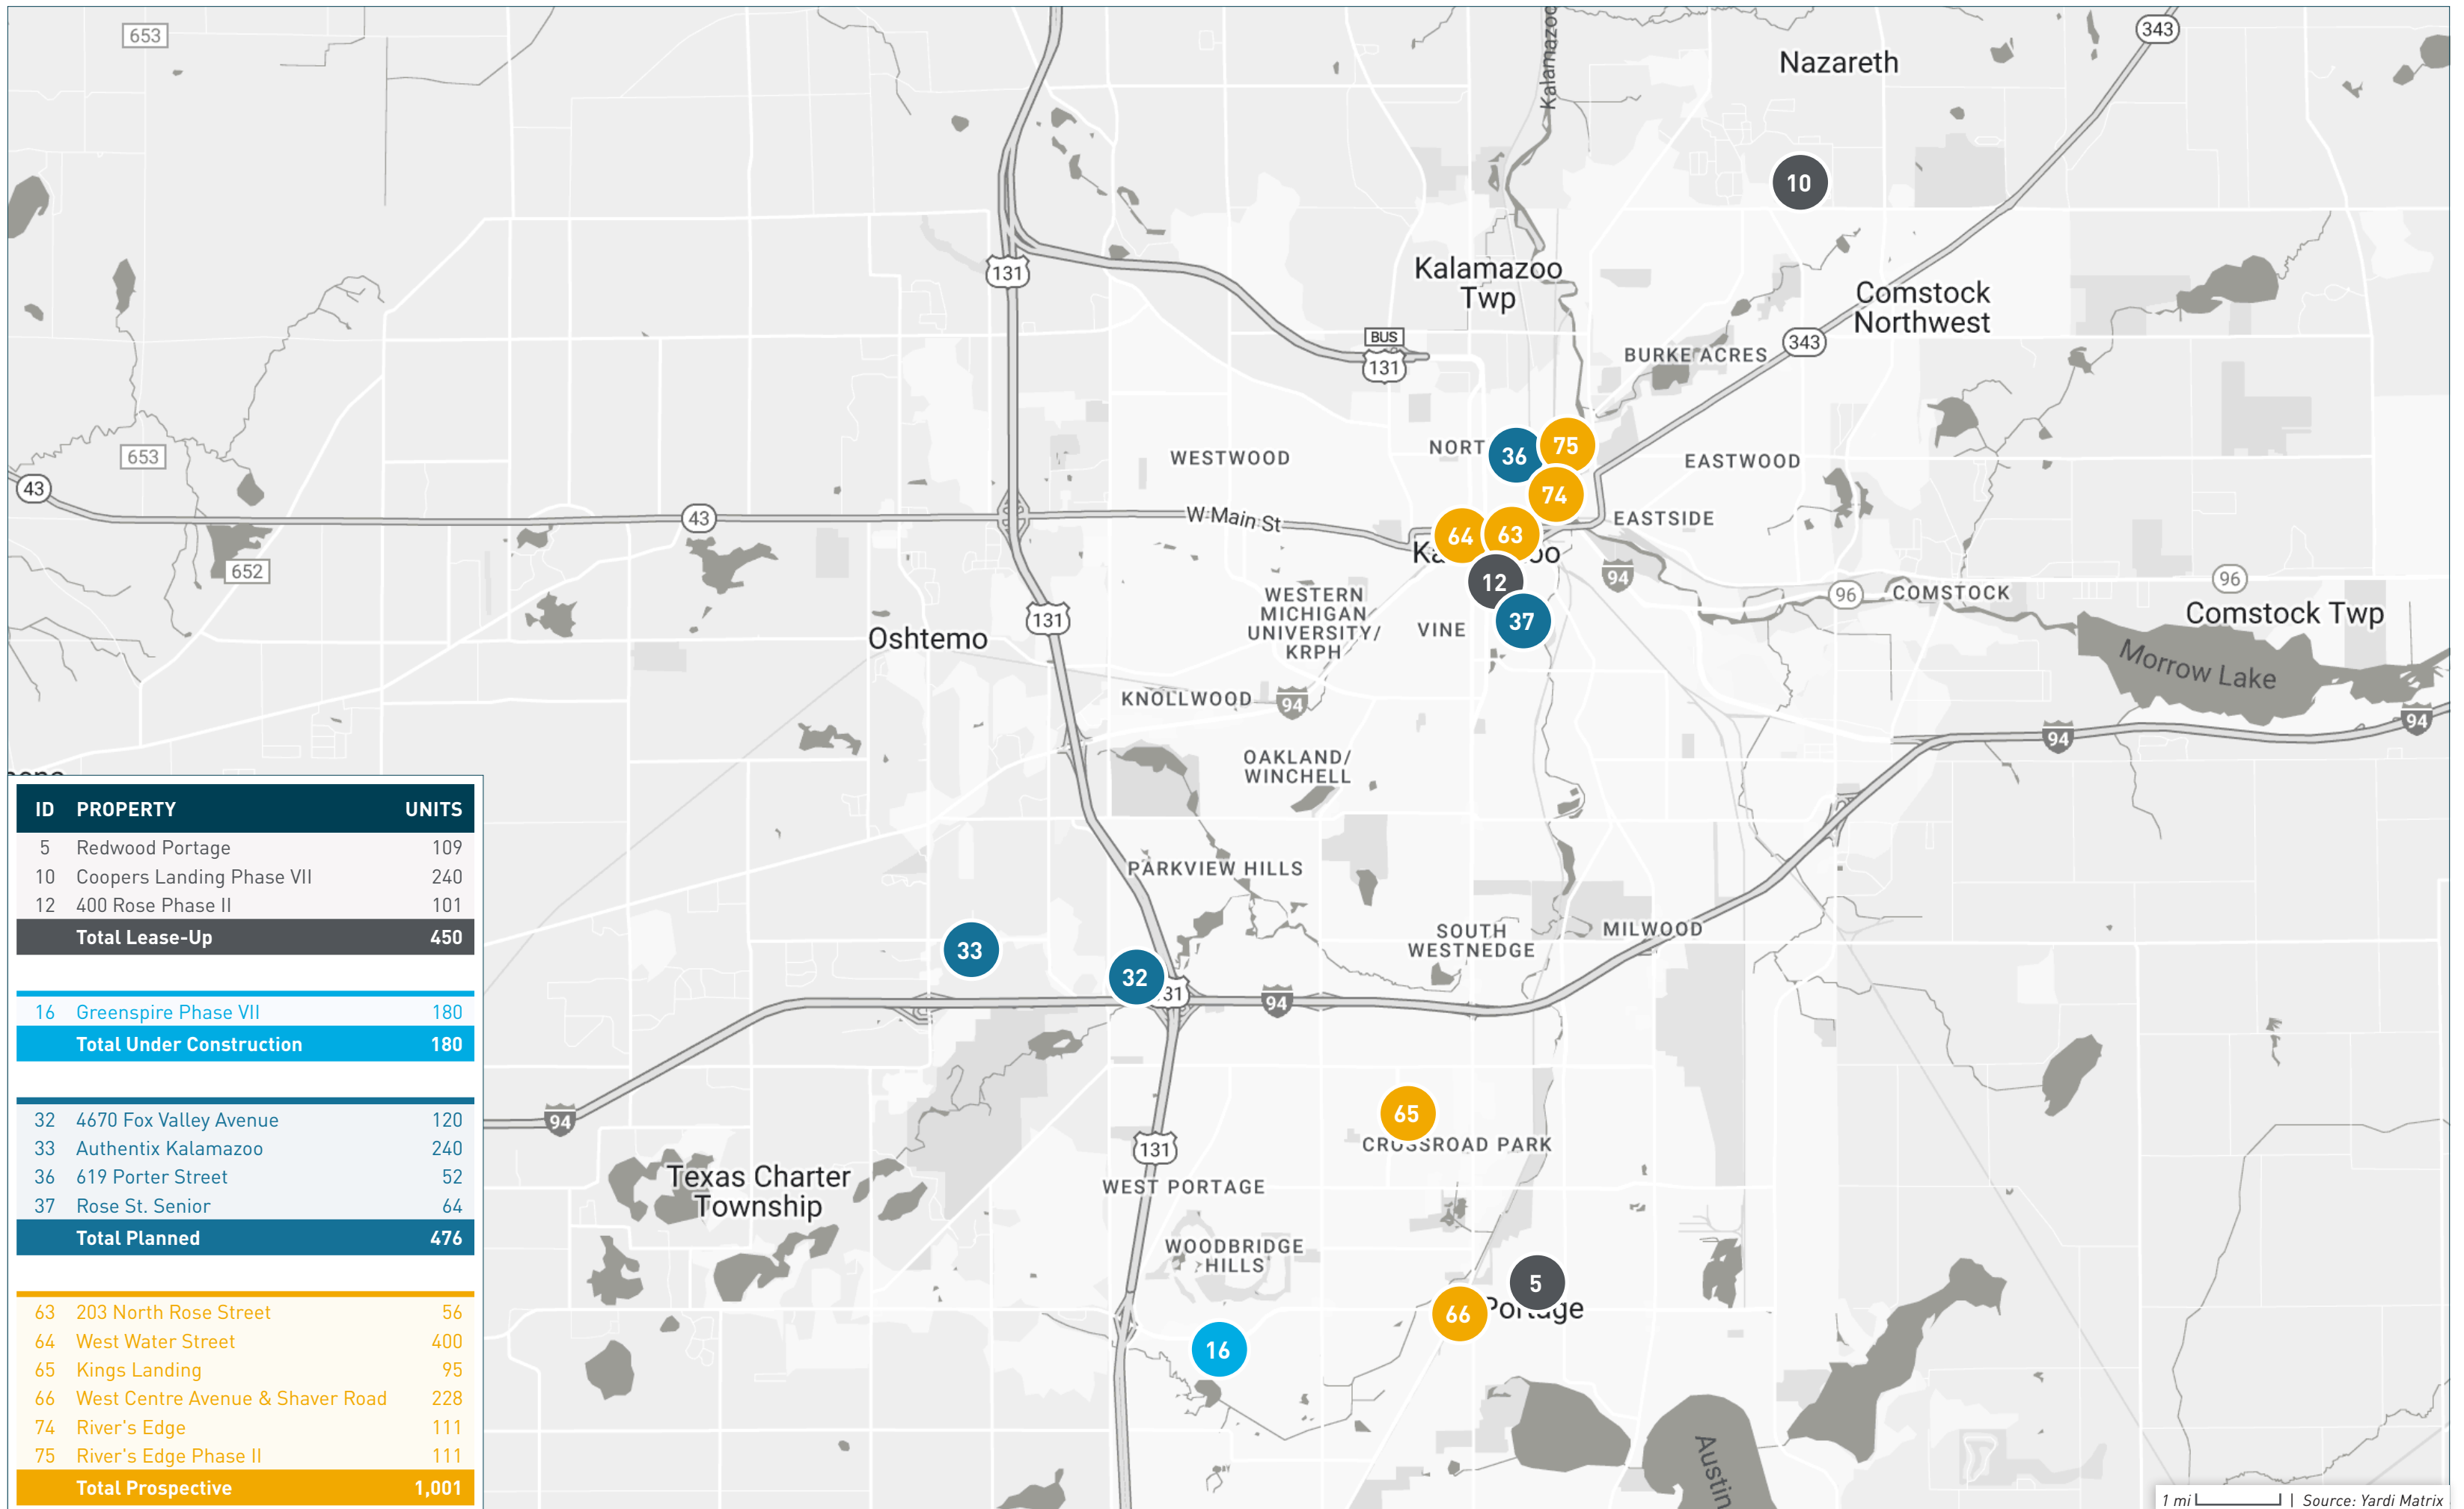 653
343
Nazareth
Kalamazoo
10
131
Kalamazoo
Twp
Comstock
Northwest
BUS
131
343
BURKE ACRES
WESTWOOD
NORT
36
75
EASTWOOD
653
43
43
W Main St
74
EASTSIDE
64
63
Ka
oo
652
12
94
96
COMSTOCK
96
Comstock Twp
WESTERN
MICHIGAN
UNIVERSITY/
KRPH
131
Oshtemo
VINE
37
Morrow Lake
KNOLLWOOD
94
94
94
OAKLAND/
WINCHELL
PARKVIEW HILLS
33
32
31
94
SOUTH
WESTNEDGE
MILWOOD
94
65
CROSSROAD PARK
131
Texas Charter
Township
WEST PORTAGE
WOODBRIDGE
HILLS
5
66
Portage
16
Austin
ID PROPERTY UNITS
5 Redwood Portage 109
10 Coopers Landing Phase VII 240
12 400 Rose Phase II 101
Total Lease-Up 450
16 Greenspire Phase VII 180
Total Under Construction 180
32 4670 Fox Valley Avenue 120
33 Authentix Kalamazoo 240
36 619 Porter Street 52
37 Rose St. Senior 64
Total Planned 476
63 203 North Rose Street 56
64 West Water Street 400
65 Kings Landing 95
66 West Centre Avenue & Shaver Road 228
74 River's Edge 111
75 River's Edge Phase II 111
Total Prospective 1,001
1 mi | Source: Yardi Matrix